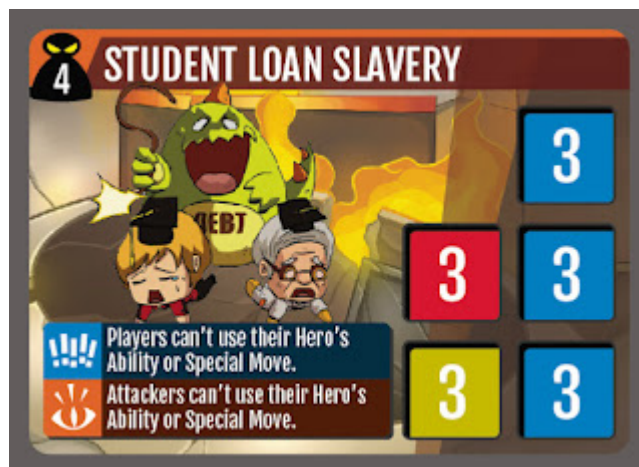 4
STUDENT LOAN SLAVERY
3
DEBT
3 3
!!!! Players can't use their Hero's
Ability or Special Move.
3 3
Attackers can't use their Hero's
Ability or Special Move.